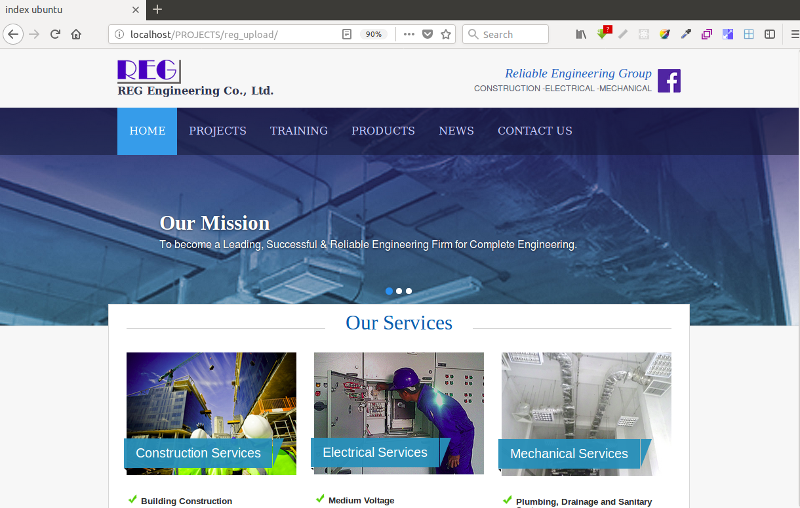 index ubuntu
localhost/PROJECTS/reg_upload/
90%
Search
7
REG
REG Engineering Co., Ltd.
Reliable Engineering Group
CONSTRUCTION -ELECTRICAL -MECHANICAL
HOME PROJECTS TRAINING PRODUCTS NEWS CONTACT US
Our Mission
To become a Leading, Successful & Reliable Engineering Firm for Complete Engineering.
Our Services
Construction Services
Electrical Services
Mechanical Services
Building Construction
Medium Voltage
Plumbing, Drainage and Sanitary